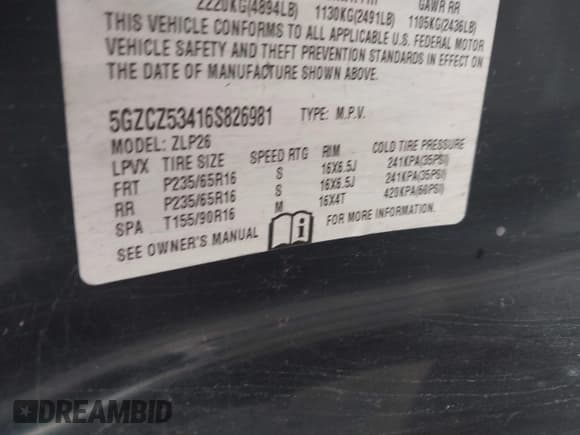 2220KG(4894LB) 1130KG(2491LB) 1105KG(2436LB)
GAWR RR
THIS VEHICLE CONFORMS TO ALL APPLICABLE U.S. FEDERAL MOTOR
VEHICLE SAFETY AND THEFT PREVENTION STANDARDS IN EFFECT ON
THE DATE OF MANUFACTURE SHOWN ABOVE.
5GZCZ53416S826981 TYPE: M.P.V.
MODEL: ZLP26
LPVX TIRE SIZE SPEED RTG RIM COLD TIRE PRESSURE
FRT P235/65R16 S 16X6.5J 241KPA(35PSI)
RR P235/65R16 S 16X6.5J 241KPA(35PSI)
SPA T155/90R16 M 16X4T 420KPA(60PSI)
SEE OWNER'S MANUAL i FOR MORE INFORMATION.
DREAMBID